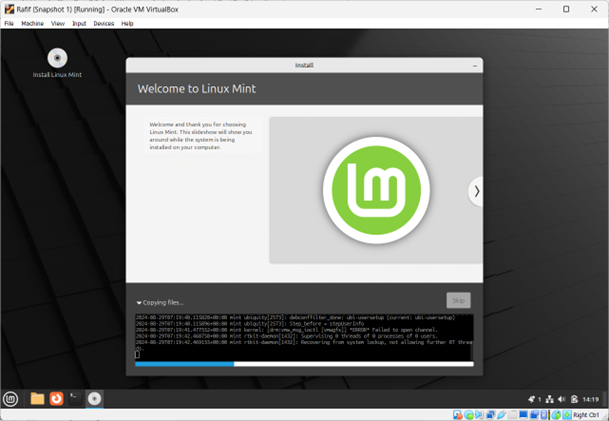 Rafif (Snapshot 1) [Running] - Oracle VM VirtualBox
File Machine View Input Devices Help
Install Linux Mint
Install
Welcome to Linux Mint
Welcome and thank you for choosing
Linux Mint. This slideshow will show you
around while the system is being
installed on your computer.
Copying files...
Skip
2024-08-29T07:19:40.115820+00:00 mint ubiquity[2573]: debconffilter_done: ubi-usersetup (current: ubi-usersetup)
2024-08-29T07:19:40.115896+00:00 mint ubiquity[2573]: Step_before = stepUserInfo
2024-08-29T07:19:41.477552+00:00 mint kernel: [drm:vmw_msg_ioctl [vmwgfx]] *ERROR* Failed to open channel.
2024-08-29T07:19:42.468758+00:00 mint rtkit-daemon[1432]: Supervising 0 threads of 0 processes of 0 users.
2024-08-29T07:19:42.469153+00:00 mint rtkit-daemon[1432]: Recovering from system lockup, not allowing further RT threa
1
14:19
Right Ctrl